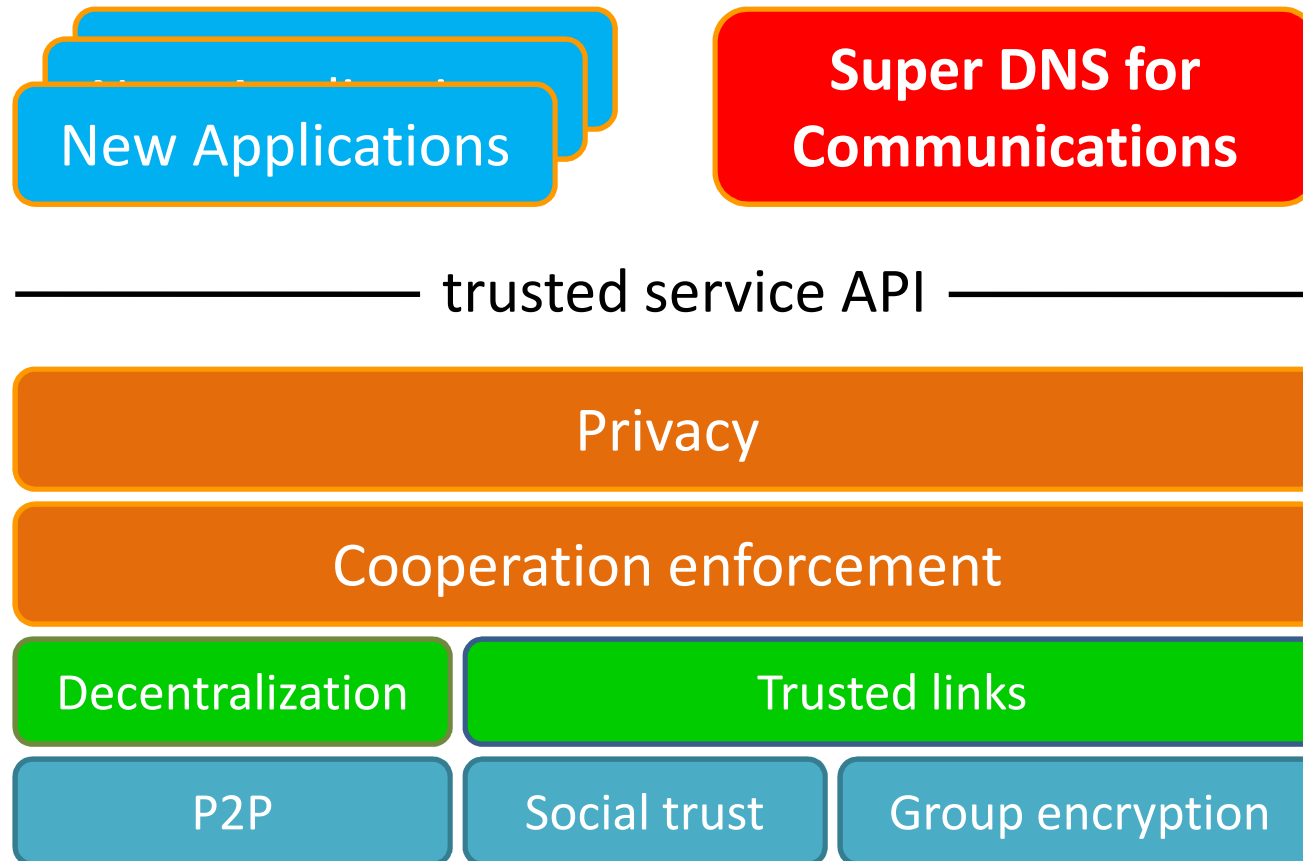 New Applications
Super DNS for
Communications
trusted service API
Privacy
Cooperation enforcement
Decentralization
Trusted links
P2P
Social trust
Group encryption